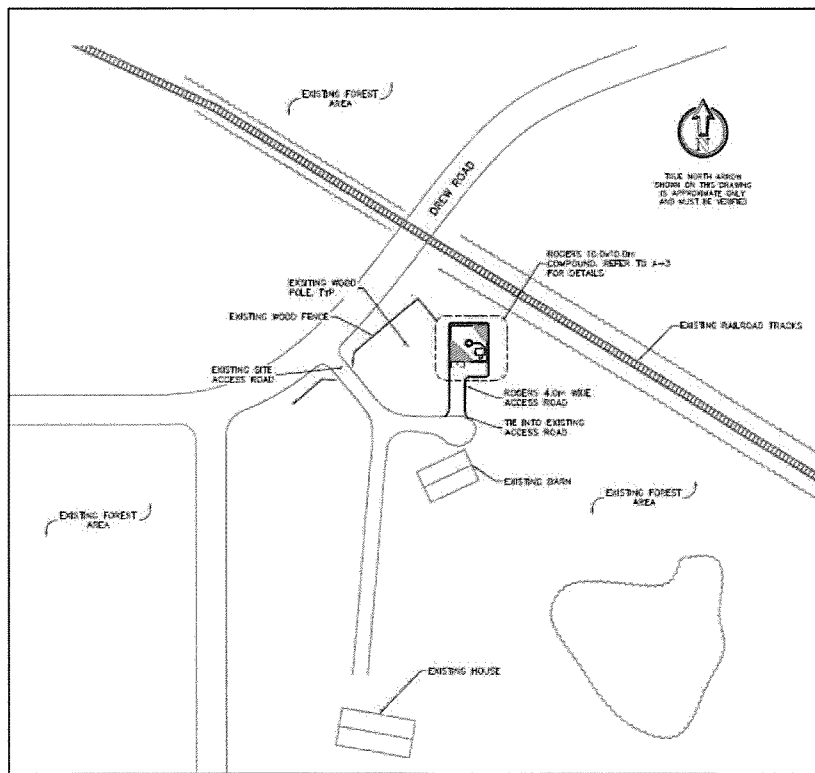 EXISTING FOREST
AREA
DREW ROAD
N
TRUE NORTH ARROW
SHOWN ON THIS DRAWING
IS APPROXIMATE ONLY
AND MUST BE VERIFIED
ROGERS 10.0x10.0m
COMPOUND. REFER TO
FOR DETAILS
EXISTING WOOD
POLE, TYP.
EXISTING WOOD FENCE
EXISTING RAILROAD TRACKS
EXISTING SITE
ACCESS ROAD
ROGERS 4.0m WIDE
ACCESS ROAD
TIE INTO EXISTING
ACCESS ROAD
EXISTING BARN
EXISTING FOREST
AREA
EXISTING FOREST
AREA
EXISTING HOUSE